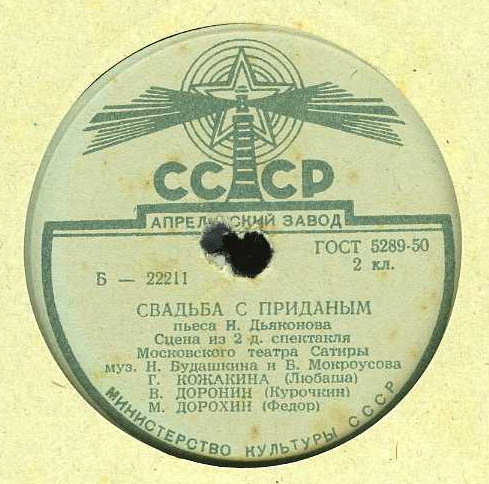 СССР
АПРЕЛЕВСКИЙ ЗАВОД
ГОСТ 5289-50
2 кл.
Б — 22211
СВАДЬБА С ПРИДАНЫМ
пьеса Н. Дьяконова
Сцена из 2 д. спектакля
Московского театра Сатиры
муз. Н. Будашкина и Б. Мокроусова
Г. КОЖАКИНА (Любаша)
В. ДОРОНИН (Курочкин)
М. ДОРОХИН (Федор)
МИНИСТЕРСТВО КУЛЬТУРЫ СССР